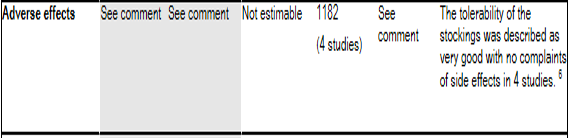 Adverse effects See comment See comment Not estimable 1182 See The tolerability of the
(4 studies) comment stockings was described as
very good with no complaints
of side effects in 4 studies. 6